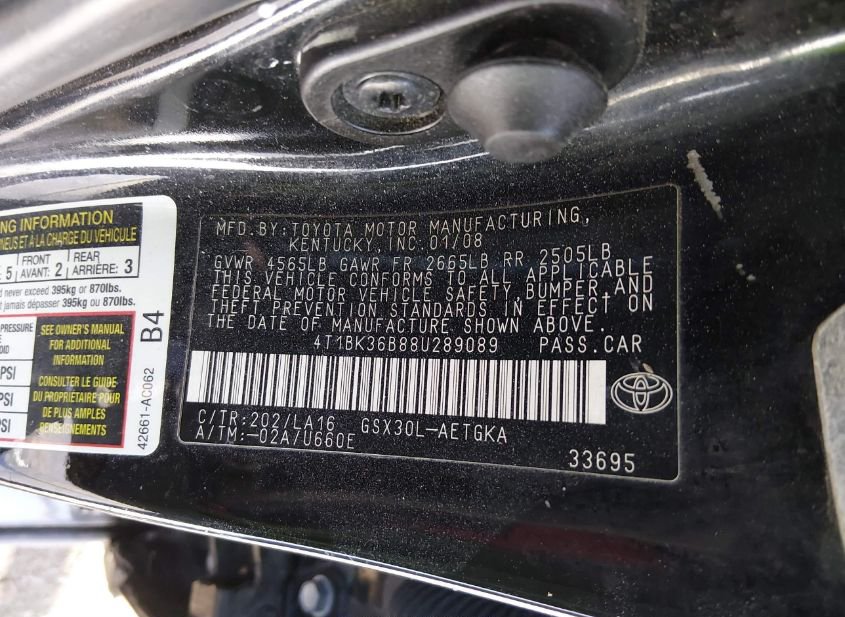 NG INFORMATION
NEUS ET À LA CHARGE DU VÉHICULE
5 FRONT AVANT: 2 REAR ARRIÈRE: 3
d never exceed 395kg or 870lbs.
t jamais dépasser 395kg ou 870lbs.
PRESSURE
SEE OWNER'S MANUAL
FOR ADDITIONAL
INFORMATION
PSI
CONSULTER LE GUIDE
DU PROPRIÉTAIRE POUR
DE PLUS AMPLES
RENSEIGNEMENTS
PSI
PSI
B4
42661-AC062
MFD.BY:TOYOTA MOTOR MANUFACTURING,
KENTUCKY, INC.01/08
GVWR 4565LB GAWR FR 2665LB RR 2505LB
THIS VEHICLE CONFORMS TO ALL APPLICABLE
FEDERAL MOTOR VEHICLE SAFETY, BUMPER AND
THEFT PREVENTION STANDARDS IN EFFECT ON
THE DATE OF MANUFACTURE SHOWN ABOVE.
4T1BK36B88U289089 PASS.CAR
C/TR:202/LA16 GSX30L-AETGKA
A/TM:-02A/U660E
33695